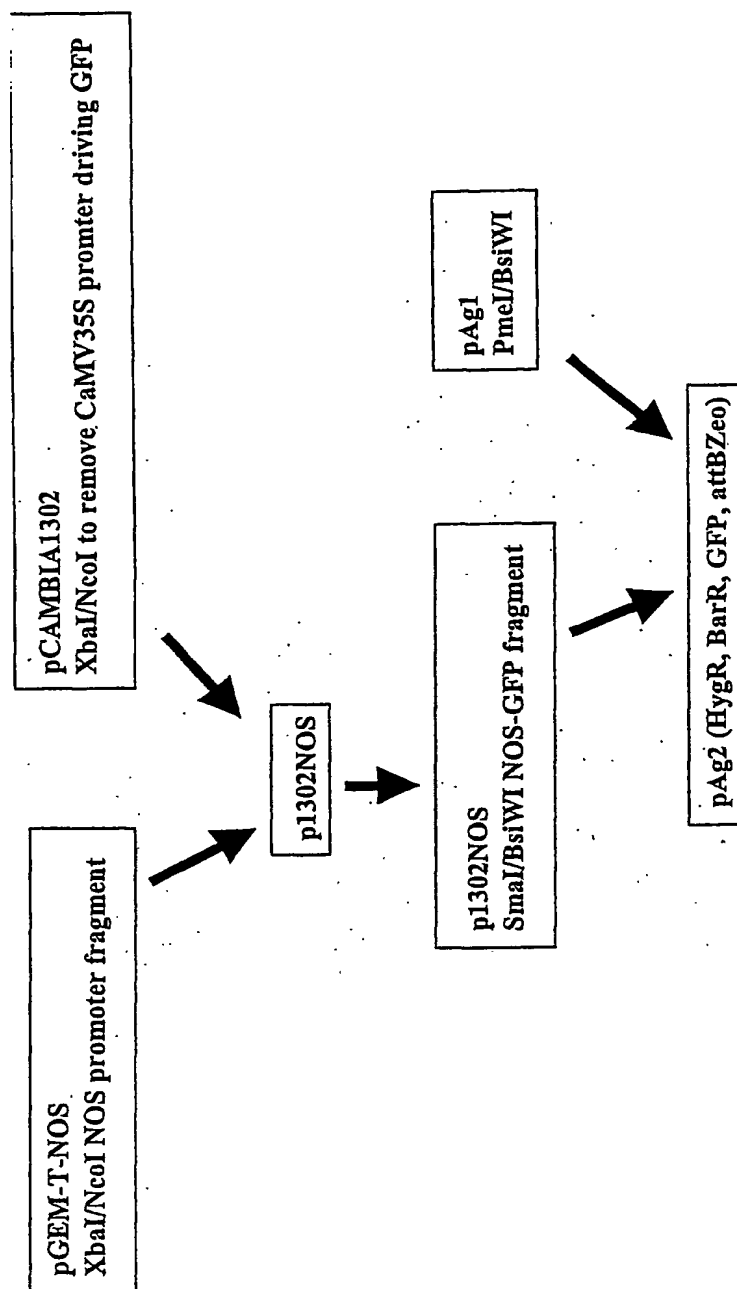 pGEM-T-NOS
XbaI/NcoI NOS promoter fragment
pCAMBIA1302
XbaI/NcoI to remove CaMV35S promter driving GFP
p1302NOS
p1302NOS
SmaI/BsiWI NOS-GFP fragment
pAg1
PmeI/BsiWI
pAg2 (HygR, BarR, GFP, attBZeo)